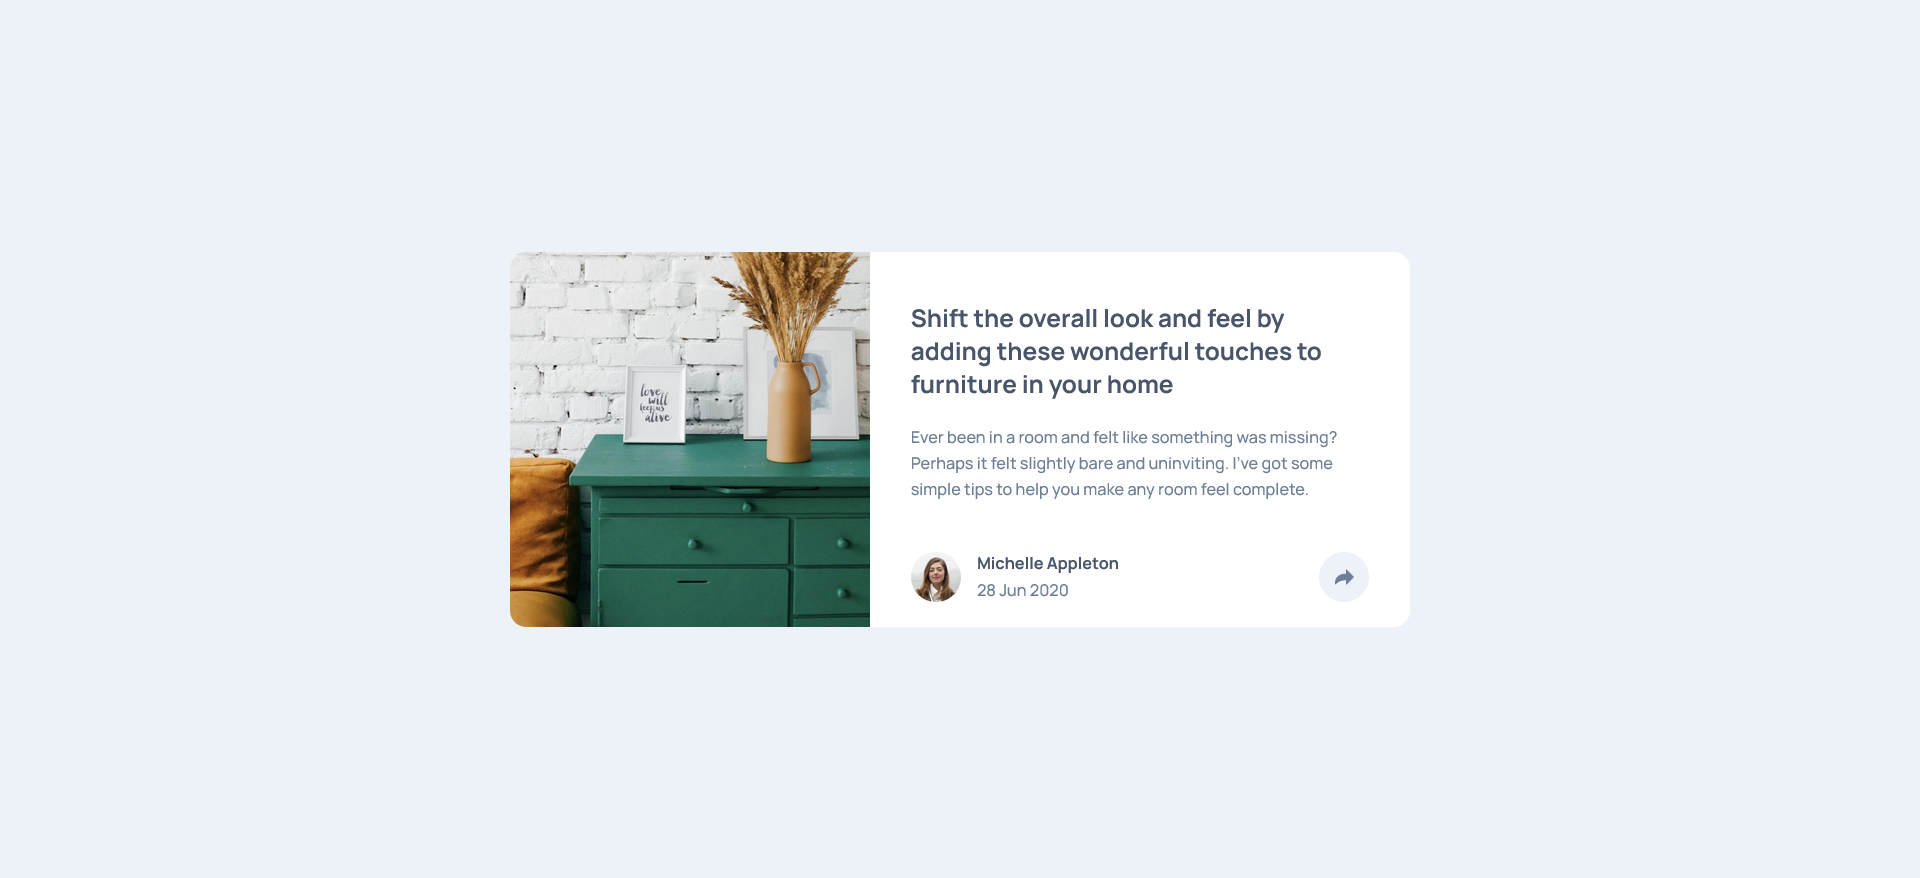 love
will
keep us
alive
Shift the overall look and feel by
adding these wonderful touches to
furniture in your home
Ever been in a room and felt like something was missing?
Perhaps it felt slightly bare and uninviting. I've got some
simple tips to help you make any room feel complete.
Michelle Appleton
28 Jun 2020